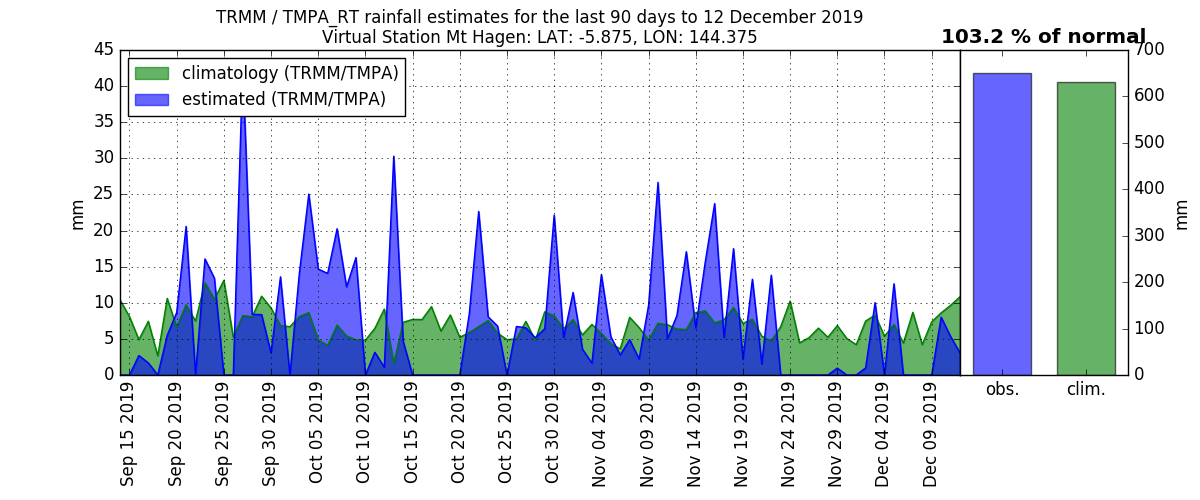 TRMM / TMPA_RT rainfall estimates for the last 90 days to 12 December 2019
Virtual Station Mt Hagen: LAT: -5.875, LON: 144.375
103.2 % of normal
climatology (TRMM/TMPA)
estimated (TRMM/TMPA)
mm
45
40
35
30
25
20
15
10
5
0
Sep 15 2019
Sep 20 2019
Sep 25 2019
Sep 30 2019
Oct 05 2019
Oct 10 2019
Oct 15 2019
Oct 20 2019
Oct 25 2019
Oct 30 2019
Nov 04 2019
Nov 09 2019
Nov 14 2019
Nov 19 2019
Nov 24 2019
Nov 29 2019
Dec 04 2019
Dec 09 2019
obs.
clim.
700
600
500
400
300
200
100
0
mm